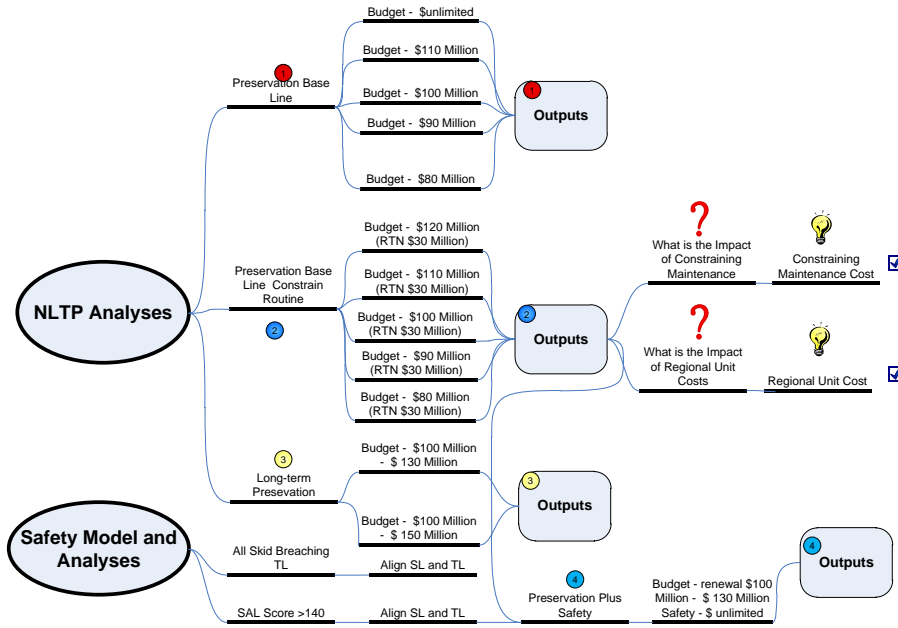 Budget - $unlimited
1
Preservation Base
Line
Budget - $110 Million
Budget - $100 Million
Budget - $90 Million
Budget - $80 Million
1
Outputs
NLTP Analyses
Preservation Base
Line Constrain
Routine
2
Budget - $120 Million
(RTN $30 Million)
Budget - $110 Million
(RTN $30 Million)
Budget - $100 Million
(RTN $30 Million)
Budget - $90 Million
(RTN $30 Million)
Budget - $80 Million
(RTN $30 Million)
2
Outputs
?
What is the Impact
of Constraining
Maintenance
Constraining
Maintenance Cost
?
What is the Impact
of Regional Unit
Costs
Regional Unit Cost
3
Long-term
Presevation
Budget - $100 Million
- $ 130 Million
Budget - $100 Million
- $ 150 Million
3
Outputs
Safety Model and
Analyses
All Skid Breaching
TL
Align SL and TL
SAL Score >140
Align SL and TL
4
Preservation Plus
Safety
Budget - renewal $100
Million - $ 130 Million
Safety - $ unlimited
4
Outputs